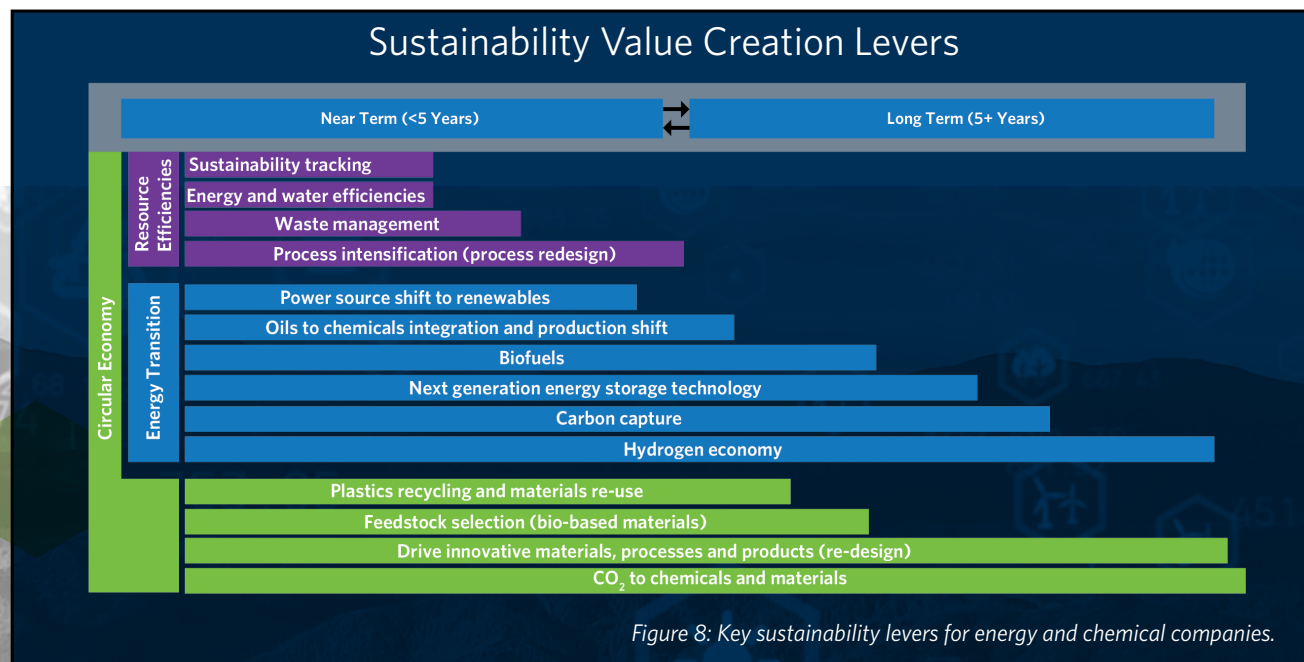 Sustainability Value Creation Levers
Near Term (<5 Years)
Long Term (5+ Years)
Circular Economy
Resource
Efficiencies
Sustainability tracking
Energy and water efficiencies
Waste management
Process intensification (process redesign)
Energy Transition
Power source shift to renewables
Oils to chemicals integration and production shift
Biofuels
Next generation energy storage technology
Carbon capture
Hydrogen economy
Plastics recycling and materials re-use
Feedstock selection (bio-based materials)
Drive innovative materials, processes and products (re-design)
CO₂ to chemicals and materials
Figure 8: Key sustainability levers for energy and chemical companies.